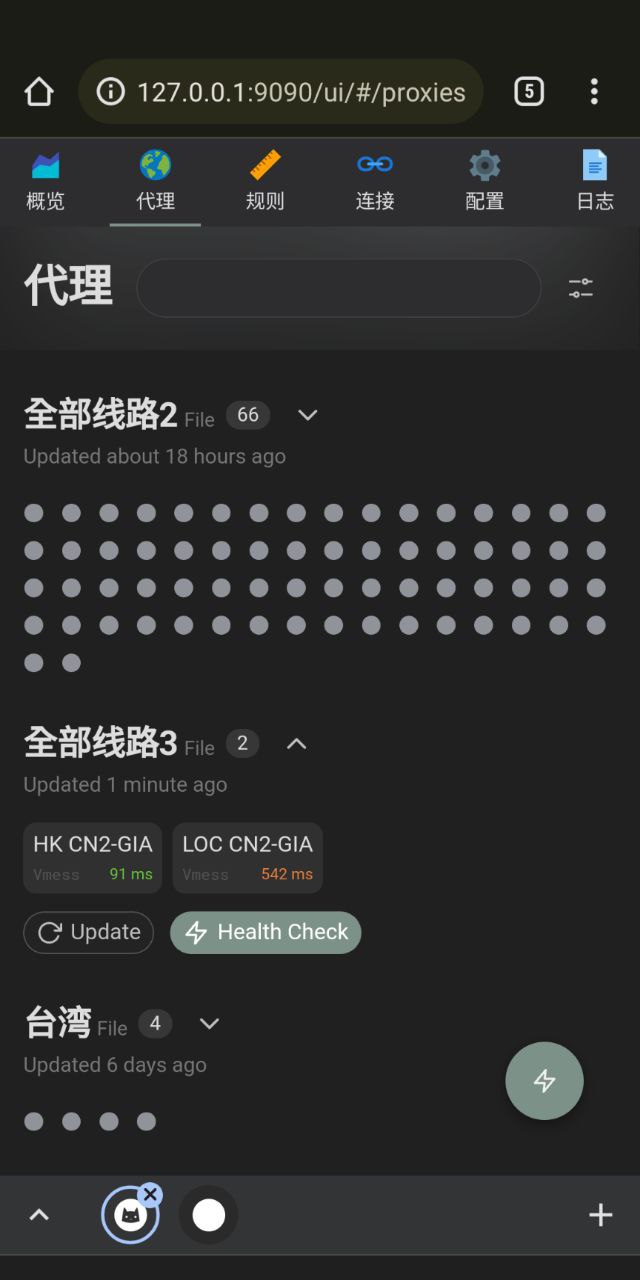 127.0.0.1:9090/ui/#/proxies 5
概览 代理 规则 连接 配置 日志
代理
全部线路2 File 66
Updated about 18 hours ago
全部线路3 File 2
Updated 1 minute ago
HK CN2-GIA LOC CN2-GIA
Vmess 91 ms Vmess 542 ms
Update Health Check
台湾 File 4
Updated 6 days ago